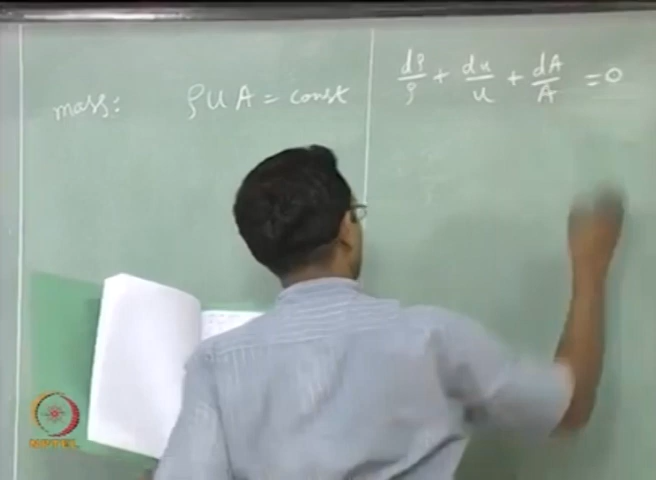 mass: ρ u A = const
dρ/ρ + du/u + dA/A = 0
NPTEL